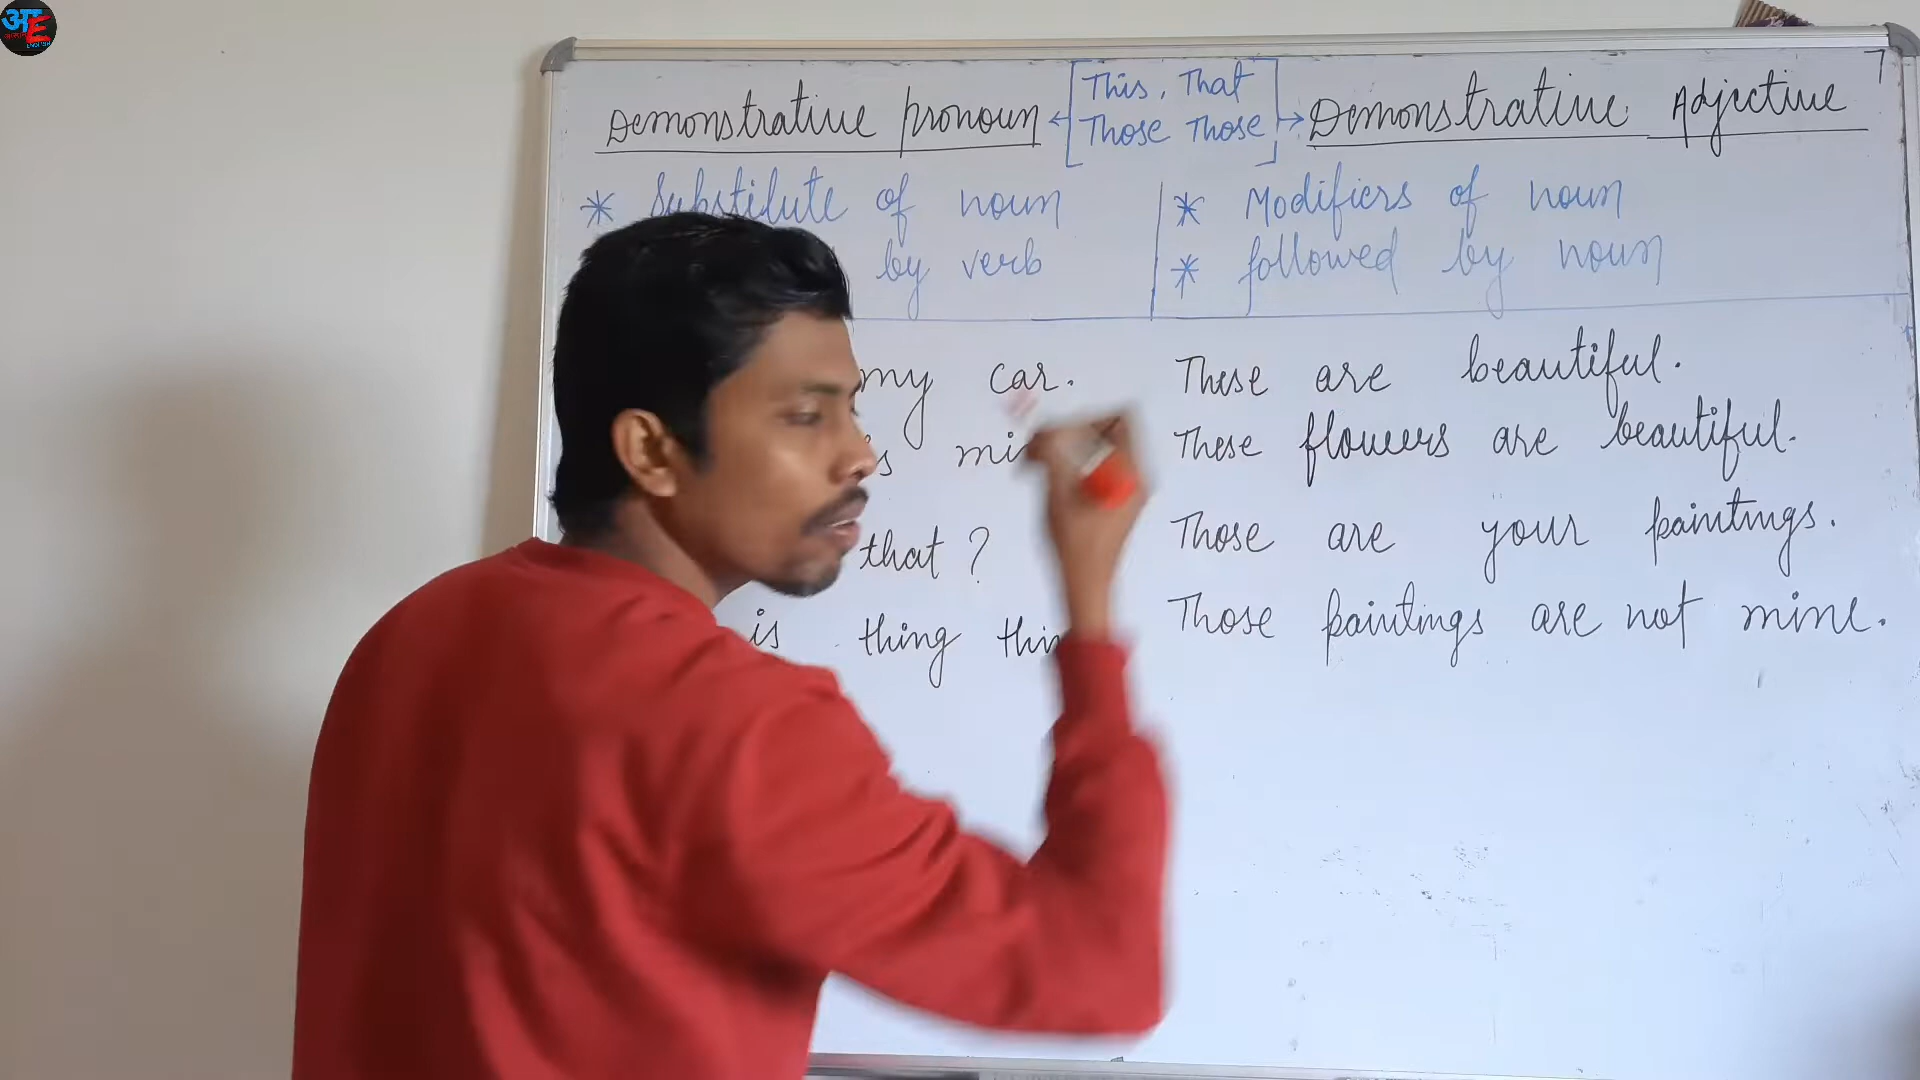 अ E
ENGLISH
Demonstrative pronoun
This, That
Those Those
Demonstrative Adjective
* Substitute of noun
by verb
* Modifiers of noun
* followed by noun
my car.
is
that ?
is thing
These are beautiful.
These flowers are beautiful.
Those are your paintings.
Those paintings are not mine.